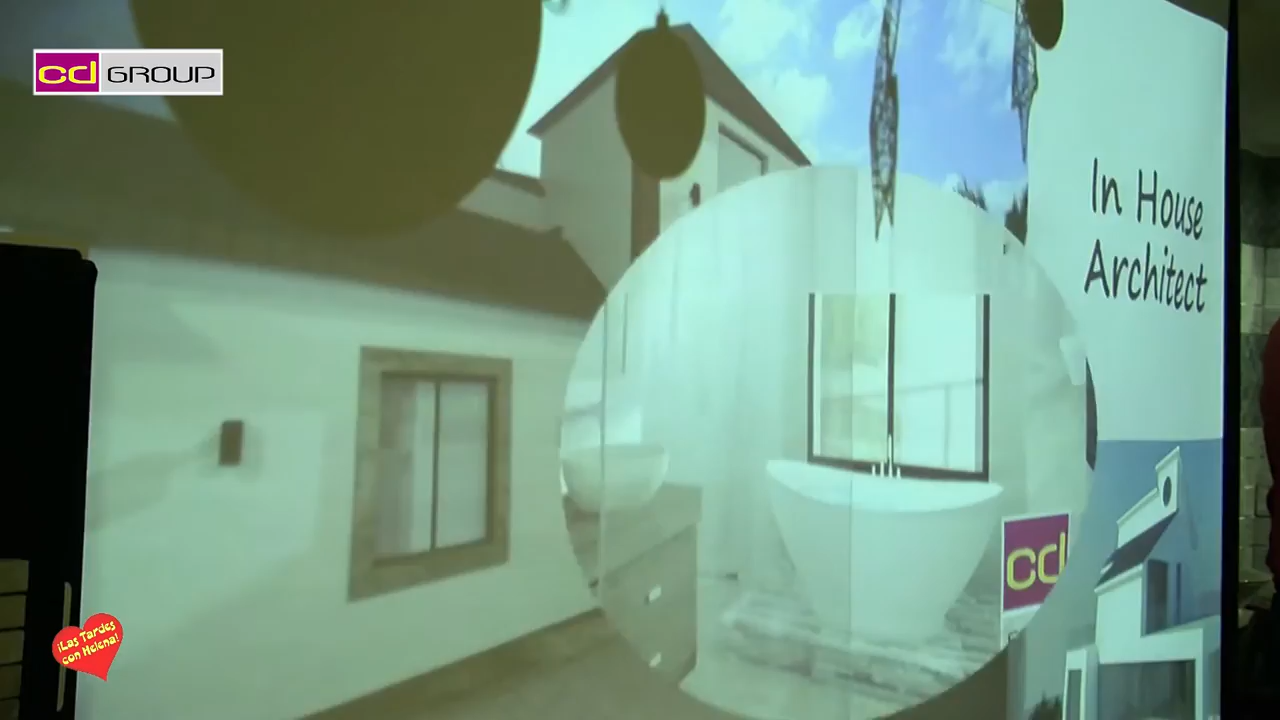 cd GROUP
In House
Architect
cd
¡Las Tardes
con Helena!